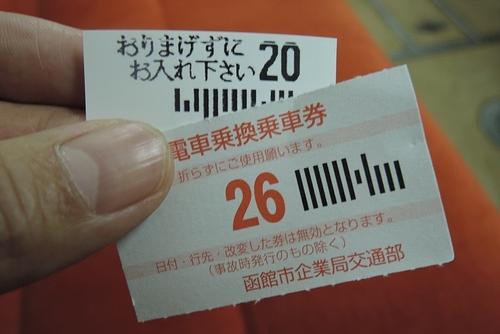 おりまげずに
お入れ下さい 20
電車乗換乗車券
折らずにご使用願います。
26
日付・行先・改変した券は無効となります。
(事故時発行のもの除く)
函館市企業局交通部